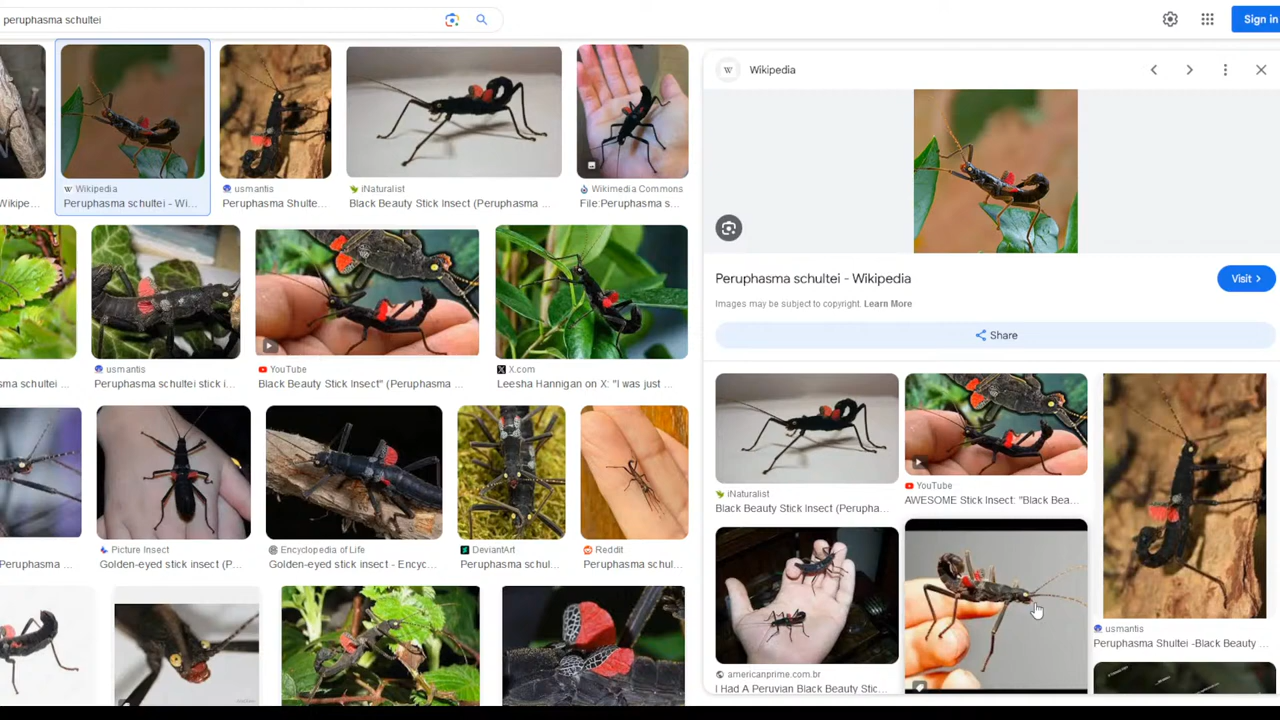 peruphasma schultei
Sign in
Wikipe...
Wikipedia
Peruphasma schultei - Wi...
usmantis
Peruphasma Shulte...
iNaturalist
Black Beauty Stick Insect (Peruphasma ...
Wikimedia Commons
File:Peruphasma s...
sma schultei ...
usmantis
Peruphasma schultei stick i...
YouTube
Black Beauty Stick Insect" (Peruphasma ...
X.com
Leesha Hannigan on X: "I was just ...
Peruphasma ...
Picture Insect
Golden-eyed stick insect (P...
Encyclopedia of Life
Golden-eyed stick insect - Encyc...
DeviantArt
Peruphasma schul...
Reddit
Peruphasma schul...
W Wikipedia
Peruphasma schultei - Wikipedia
Visit
Images may be subject to copyright. Learn More
Share
iNaturalist
Black Beauty Stick Insect (Perupha...
YouTube
AWESOME Stick Insect: "Black Bea...
usmantis
Peruphasma Shultei -Black Beauty ...
americanprime.com.br
I Had A Peruvian Black Beauty Stic...